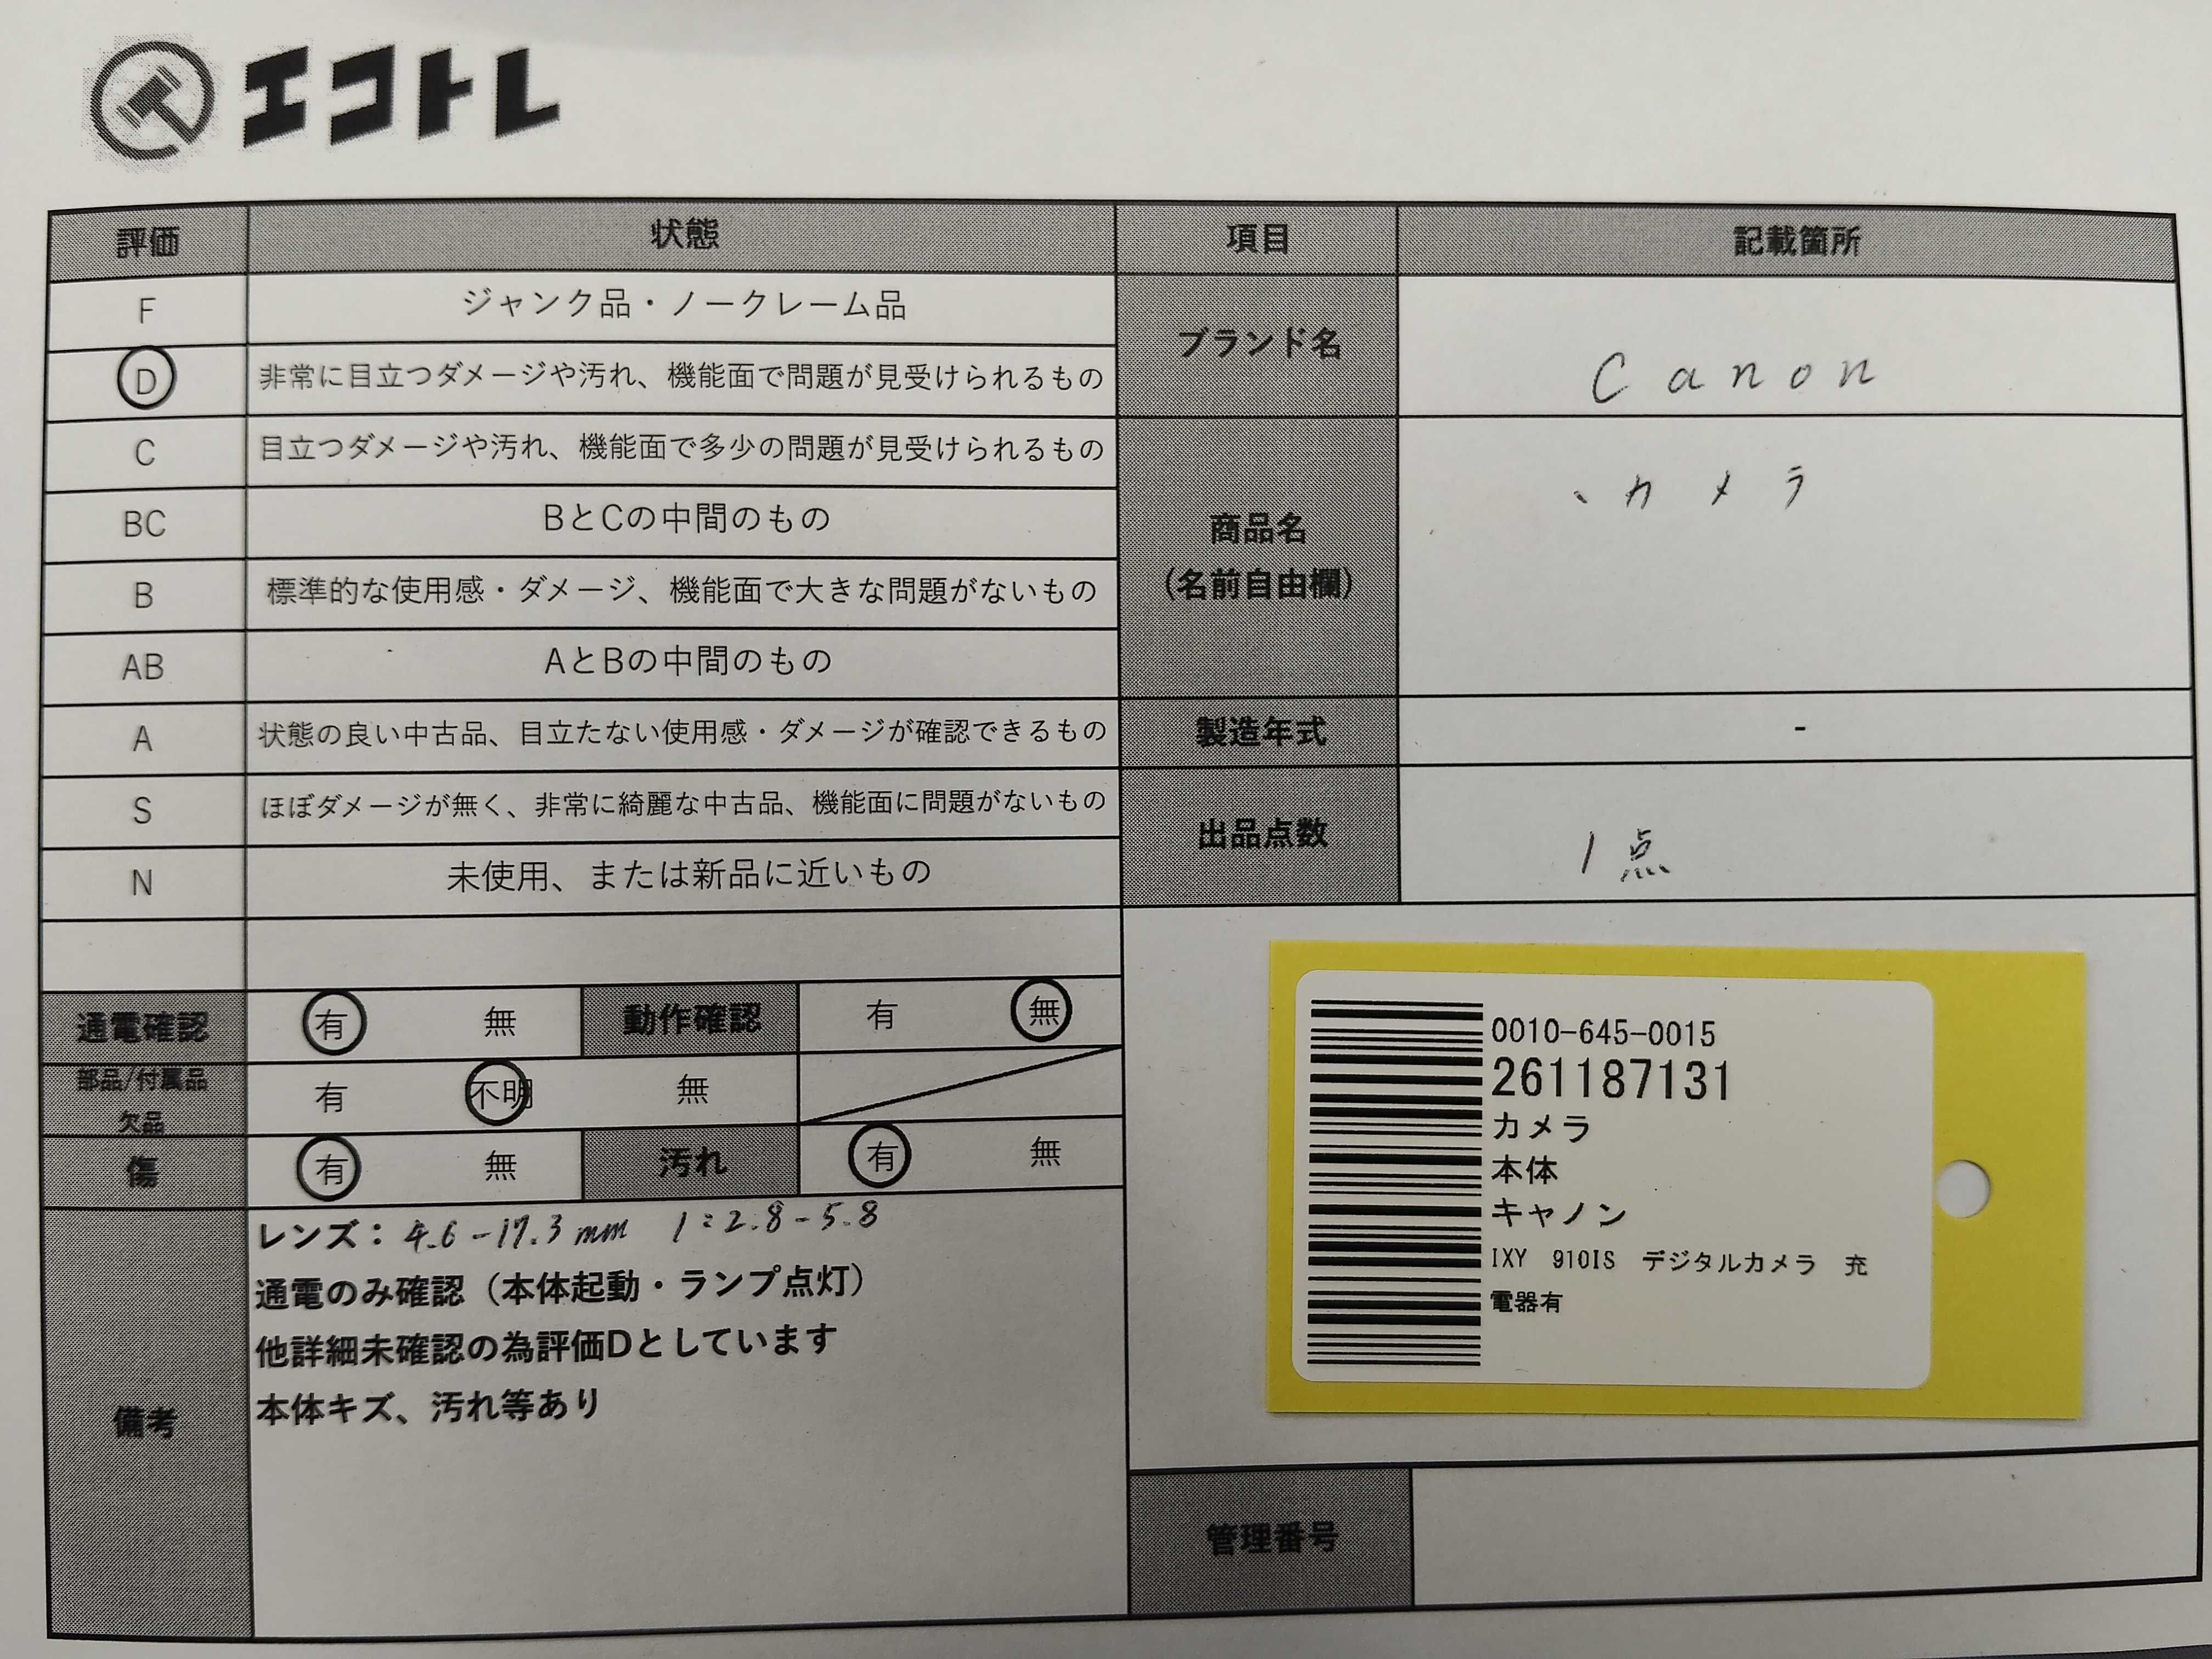 エコトレ
評価 状態 項目 記載箇所
F ジャンク品・ノークレーム品
D 非常に目立つダメージや汚れ、機能面で問題が見受けられるもの
C 目立つダメージや汚れ、機能面で多少の問題が見受けられるもの
BC BとCの中間のもの
B 標準的な使用感・ダメージ、機能面で大きな問題がないもの
AB AとBの中間のもの
A 状態の良い中古品、目立たない使用感・ダメージが確認できるもの
S ほぼダメージが無く、非常に綺麗な中古品、機能面に問題がないもの
N 未使用、または新品に近いもの
ブランド名 Canon
商品名
(名前自由欄)
、カメラ
製造年式 -
出品点数 1点
通電確認 有 無 動作確認 有 無
部品/付属品
欠品
有 不明 無
傷 有 無 汚れ 有 無
備考
レンズ：4.6-17.3mm 1:2.8-5.8
通電のみ確認（本体起動・ランプ点灯）
他詳細未確認の為評価Dとしています
本体キズ、汚れ等あり
0010-645-0015
261187131
カメラ
本体
キヤノン
IXY 910IS デジタルカメラ 充
電器有
管理番号